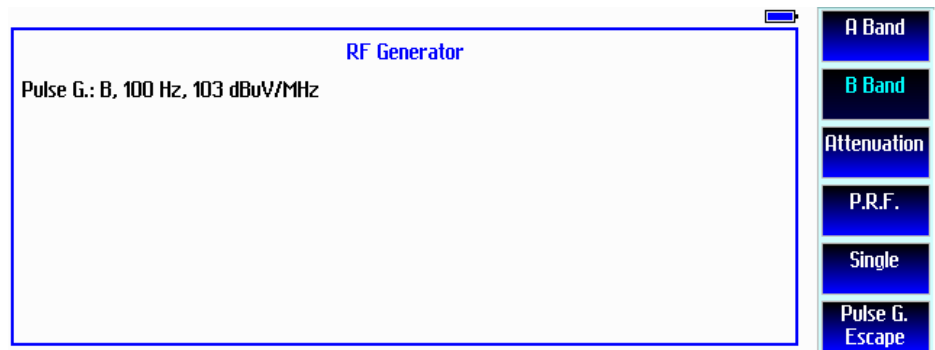 RF Generator
Pulse G.: B, 100 Hz, 103 dBuV/MHz
A Band
B Band
Attenuation
P.R.F.
Single
Pulse G.
Escape